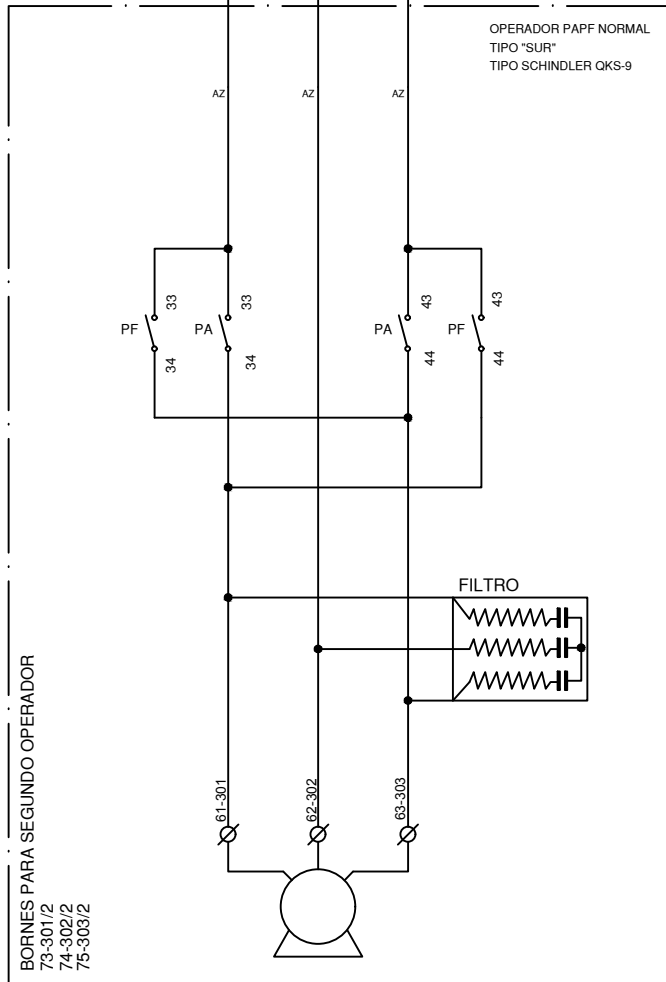 OPERADOR PAPF NORMAL
TIPO "SUR"
TIPO SCHINDLER QKS-9
AZ
AZ
AZ
33
33
43
43
PF
PA
PA
PF
34
34
44
44
FILTRO
61-301
62-302
63-303
BORNES PARA SEGUNDO OPERADOR
73-301/2
74-302/2
75-303/2